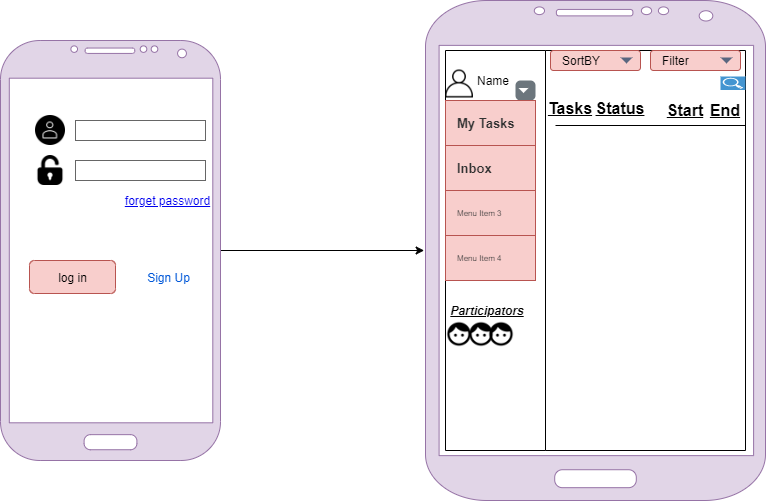 forget password
log in
Sign Up
Name
My Tasks
Inbox
Menu Item 3
Menu Item 4
Participators
SortBY
Filter
Tasks Status Start End